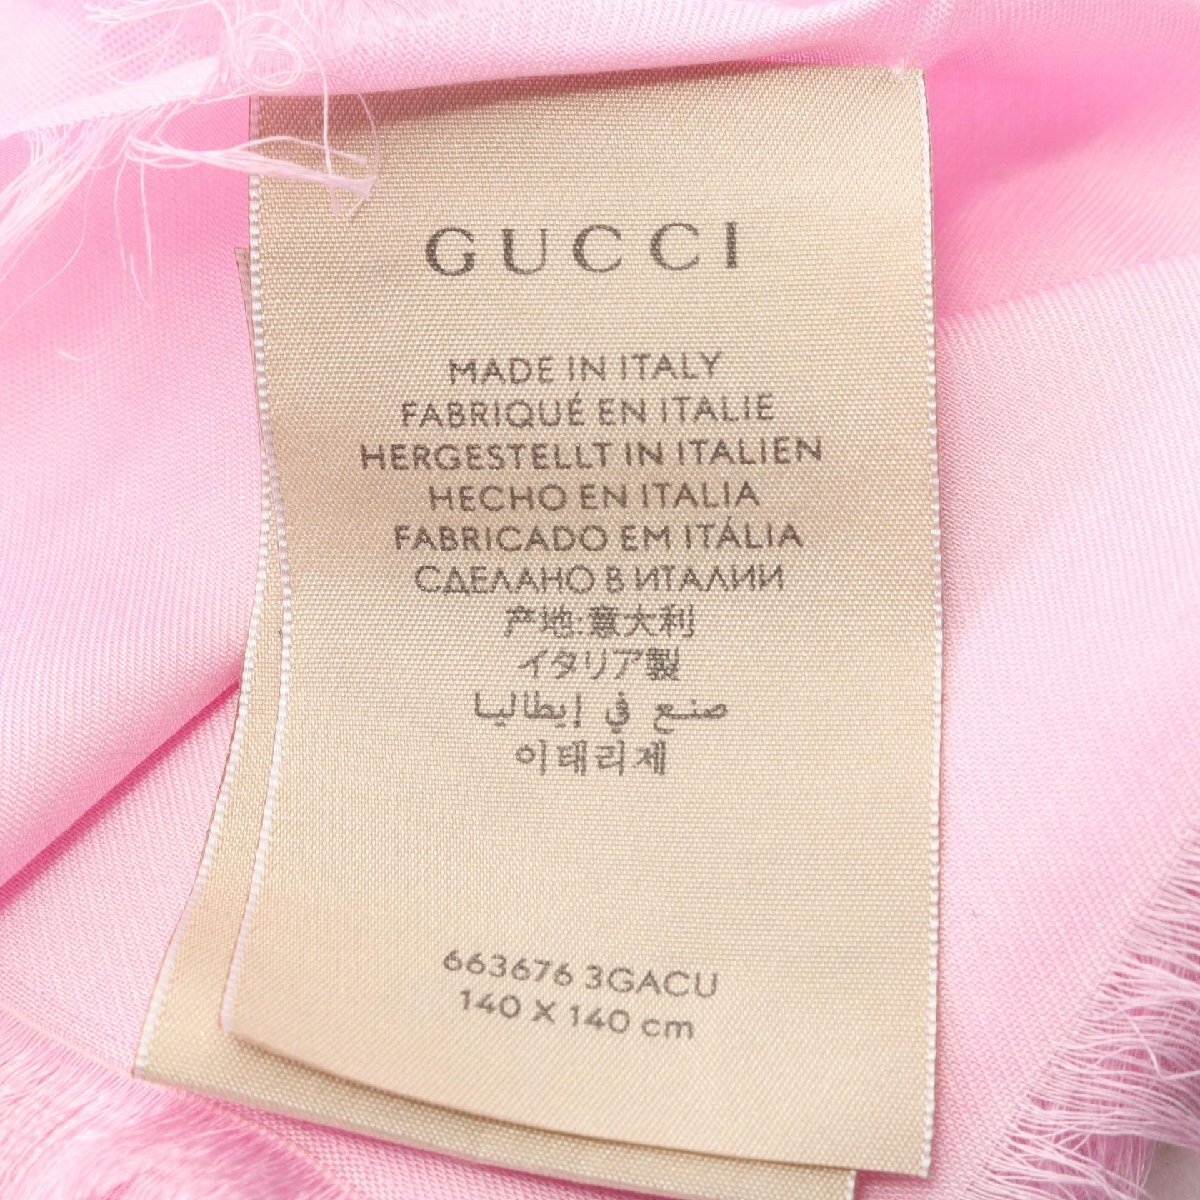 GUCCI
MADE IN ITALY
FABRIQUÉ EN ITALIE
HERGESTELLT IN ITALIEN
HECHO EN ITALIA
FABRICADO EM ITÁLIA
СДЕЛАНО В ИТАЛИИ
产地:意大利
イタリア製
صنع في إيطاليا
이태리제
663676 3GACU
140 X 140 cm